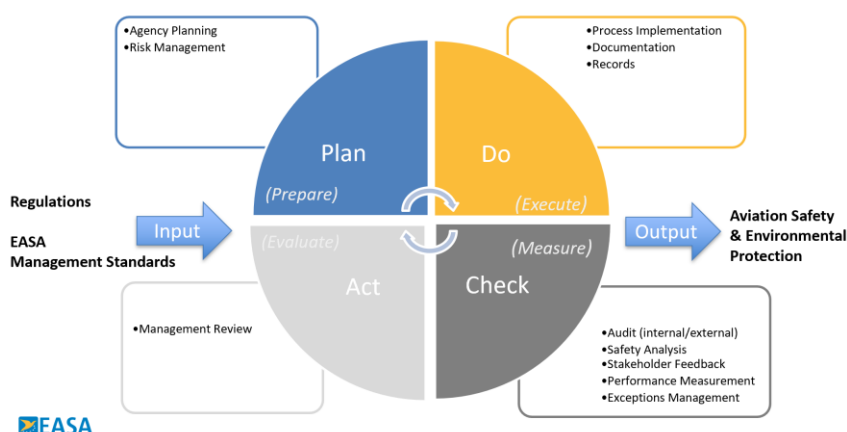 •Agency Planning
•Risk Management
•Process Implementation
•Documentation
•Records
Plan
(Prepare)
Do
(Execute)
Regulations
EASA
Management Standards
Input
Output
Aviation Safety
& Environmental
Protection
(Evaluate)
Act
(Measure)
Check
•Management Review
•Audit (internal/external)
•Safety Analysis
•Stakeholder Feedback
•Performance Measurement
•Exceptions Management
EASA